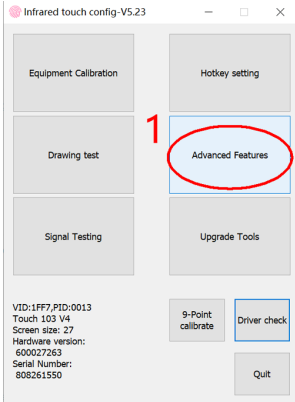 Infrared touch config-V5.23
Equipment Calibration
Hotkey setting
1
Drawing test
Advanced Features
Signal Testing
Upgrade Tools
VID:1FF7,PID:0013
Touch 103 V4
Screen size: 27
Hardware version:
600027263
Serial Number:
808261550
9-Point
calibrate
Driver check
Quit